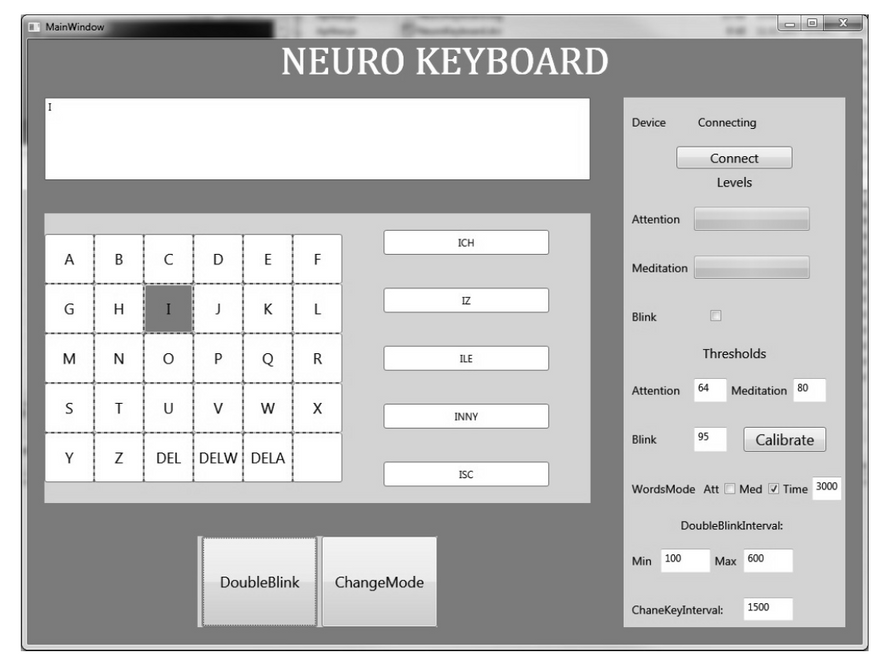 MainWindow
NEURO KEYBOARD
I
A B C D E F
G H I J K L
M N O P Q R
S T U V W X
Y Z DEL DELW DELA
ICH
IZ
ILE
INNY
ISC
DoubleBlink ChangeMode
Device Connecting
Connect
Levels
Attention
Meditation
Blink
Thresholds
Attention 64 Meditation 80
Blink 95 Calibrate
WordsMode Att Med Time 3000
DoubleBlinkInterval:
Min 100 Max 600
ChaneKeyInterval: 1500